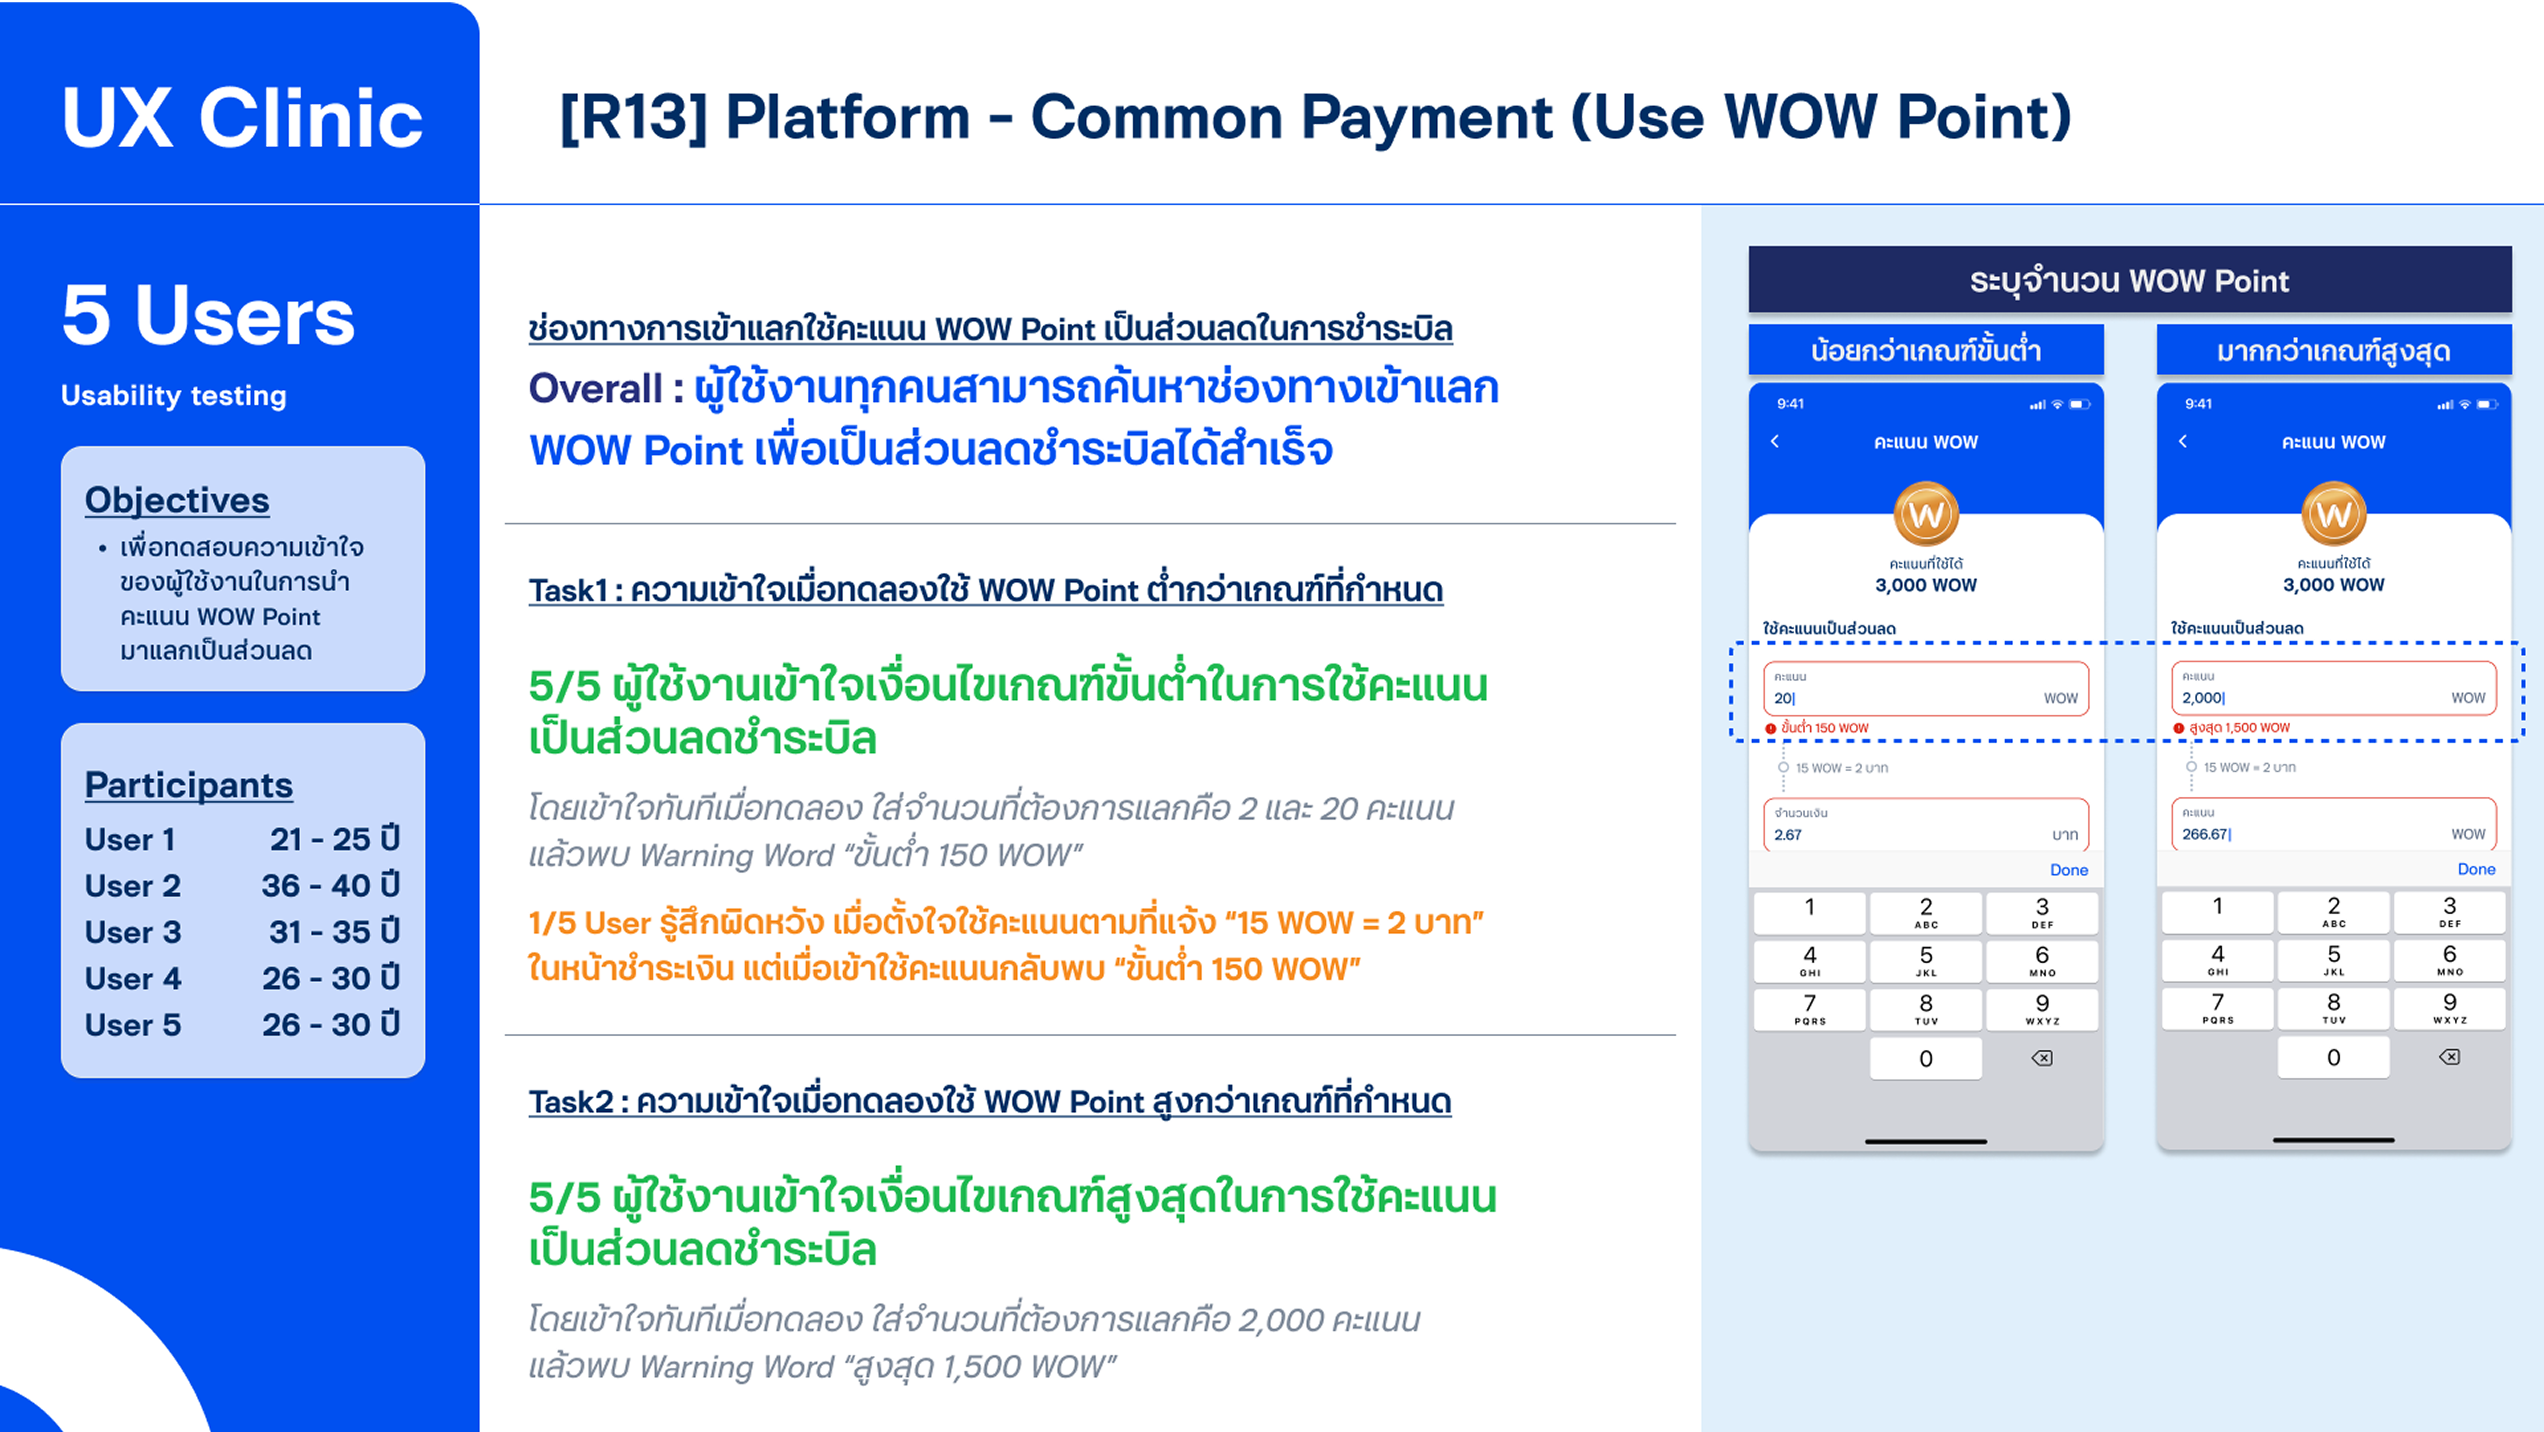 UX Clinic
[R13] Platform - Common Payment (Use WOW Point)
5 Users
Usability testing
Objectives
• เพื่อทดสอบความเข้าใจ
ของผู้ใช้งานในการนำ
คะแนน WOW Point
มาแลกเป็นส่วนลด
Participants
User 1 21 - 25 ปี
User 2 36 - 40 ปี
User 3 31 - 35 ปี
User 4 26 - 30 ปี
User 5 26 - 30 ปี
ช่องทางการเข้าแลกใช้คะแนน WOW Point เป็นส่วนลดในการชำระบิล
Overall : ผู้ใช้งานทุกคนสามารถค้นหาช่องทางเข้าแลก
WOW Point เพื่อเป็นส่วนลดชำระบิลได้สำเร็จ
Task1 : ความเข้าใจเมื่อทดลองใช้ WOW Point ต่ำกว่าเกณฑ์ที่กำหนด
5/5 ผู้ใช้งานเข้าใจเงื่อนไขเกณฑ์ขั้นต่ำในการใช้คะแนน
เป็นส่วนลดชำระบิล
โดยเข้าใจทันทีเมื่อทดลอง ใส่จำนวนที่ต้องการแลกคือ 2 และ 20 คะแนน
แล้วพบ Warning Word “ขั้นต่ำ 150 WOW”
1/5 User รู้สึกผิดหวัง เมื่อตั้งใจใช้คะแนนตามที่แจ้ง “15 WOW = 2 บาท”
ในหน้าชำระเงิน แต่เมื่อเข้าใช้คะแนนกลับพบ “ขั้นต่ำ 150 WOW”
Task2 : ความเข้าใจเมื่อทดลองใช้ WOW Point สูงกว่าเกณฑ์ที่กำหนด
5/5 ผู้ใช้งานเข้าใจเงื่อนไขเกณฑ์สูงสุดในการใช้คะแนน
เป็นส่วนลดชำระบิล
โดยเข้าใจทันทีเมื่อทดลอง ใส่จำนวนที่ต้องการแลกคือ 2,000 คะแนน
แล้วพบ Warning Word “สูงสุด 1,500 WOW”
ระบุจำนวน WOW Point
น้อยกว่าเกณฑ์ขั้นต่ำ
9:41
คะแนน WOW
W
คะแนนที่ใช้ได้
3,000 WOW
ใช้คะแนนเป็นส่วนลด
คะแนน
20 WOW
ขั้นต่ำ 150 WOW
15 WOW = 2 บาท
จำนวนเงิน
2.67 บาท
Done
1 2 3
ABC DEF
4 5 6
GHI JKL MNO
7 8 9
PQRS TUV WXYZ
0
มากกว่าเกณฑ์สูงสุด
9:41
คะแนน WOW
W
คะแนนที่ใช้ได้
3,000 WOW
ใช้คะแนนเป็นส่วนลด
คะแนน
2,000 WOW
สูงสุด 1,500 WOW
15 WOW = 2 บาท
คะแนน
266.67 WOW
Done
1 2 3
ABC DEF
4 5 6
GHI JKL MNO
7 8 9
PQRS TUV WXYZ
0